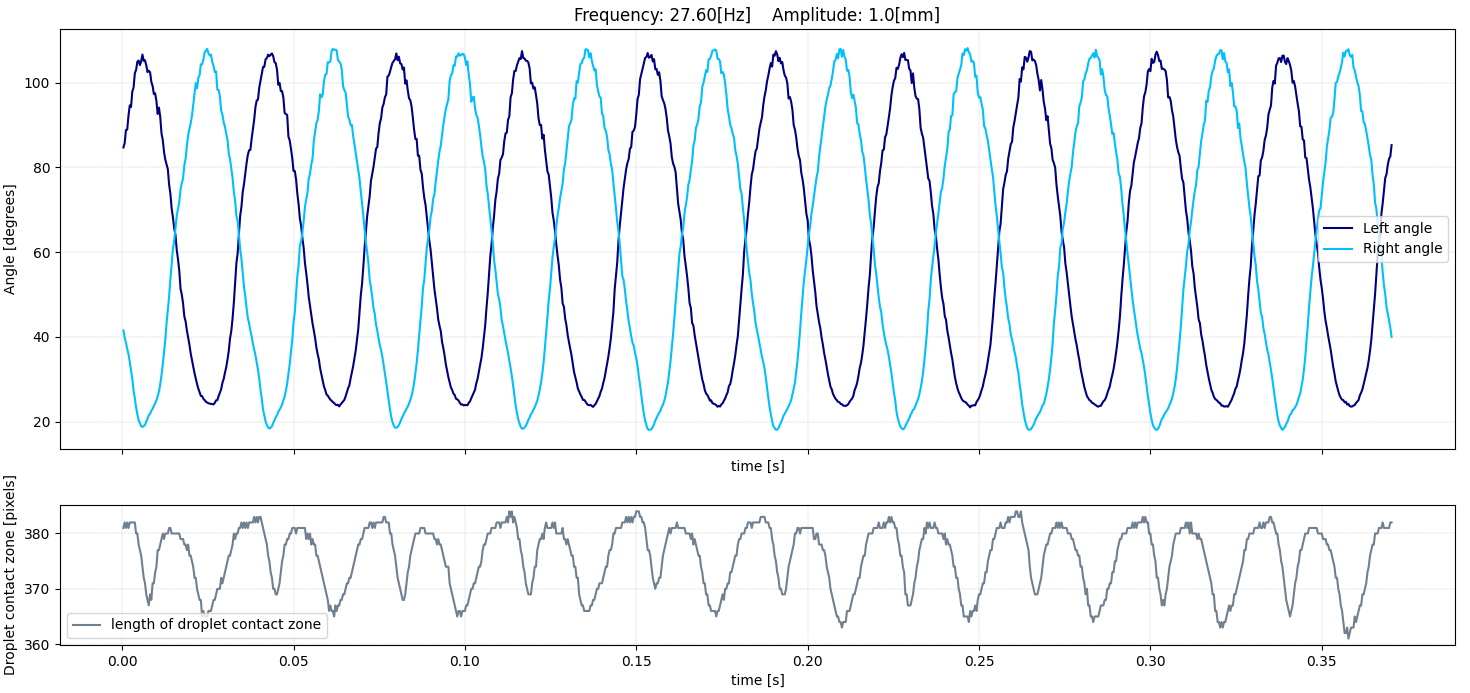 Frequency: 27.60[Hz]    Amplitude: 1.0[mm]
Angle [degrees]
100
80
60
40
20
Left angle
Right angle
time [s]
Droplet contact zone [pixels]
380
370
360
length of droplet contact zone
0.00 0.05 0.10 0.15 0.20 0.25 0.30 0.35
time [s]